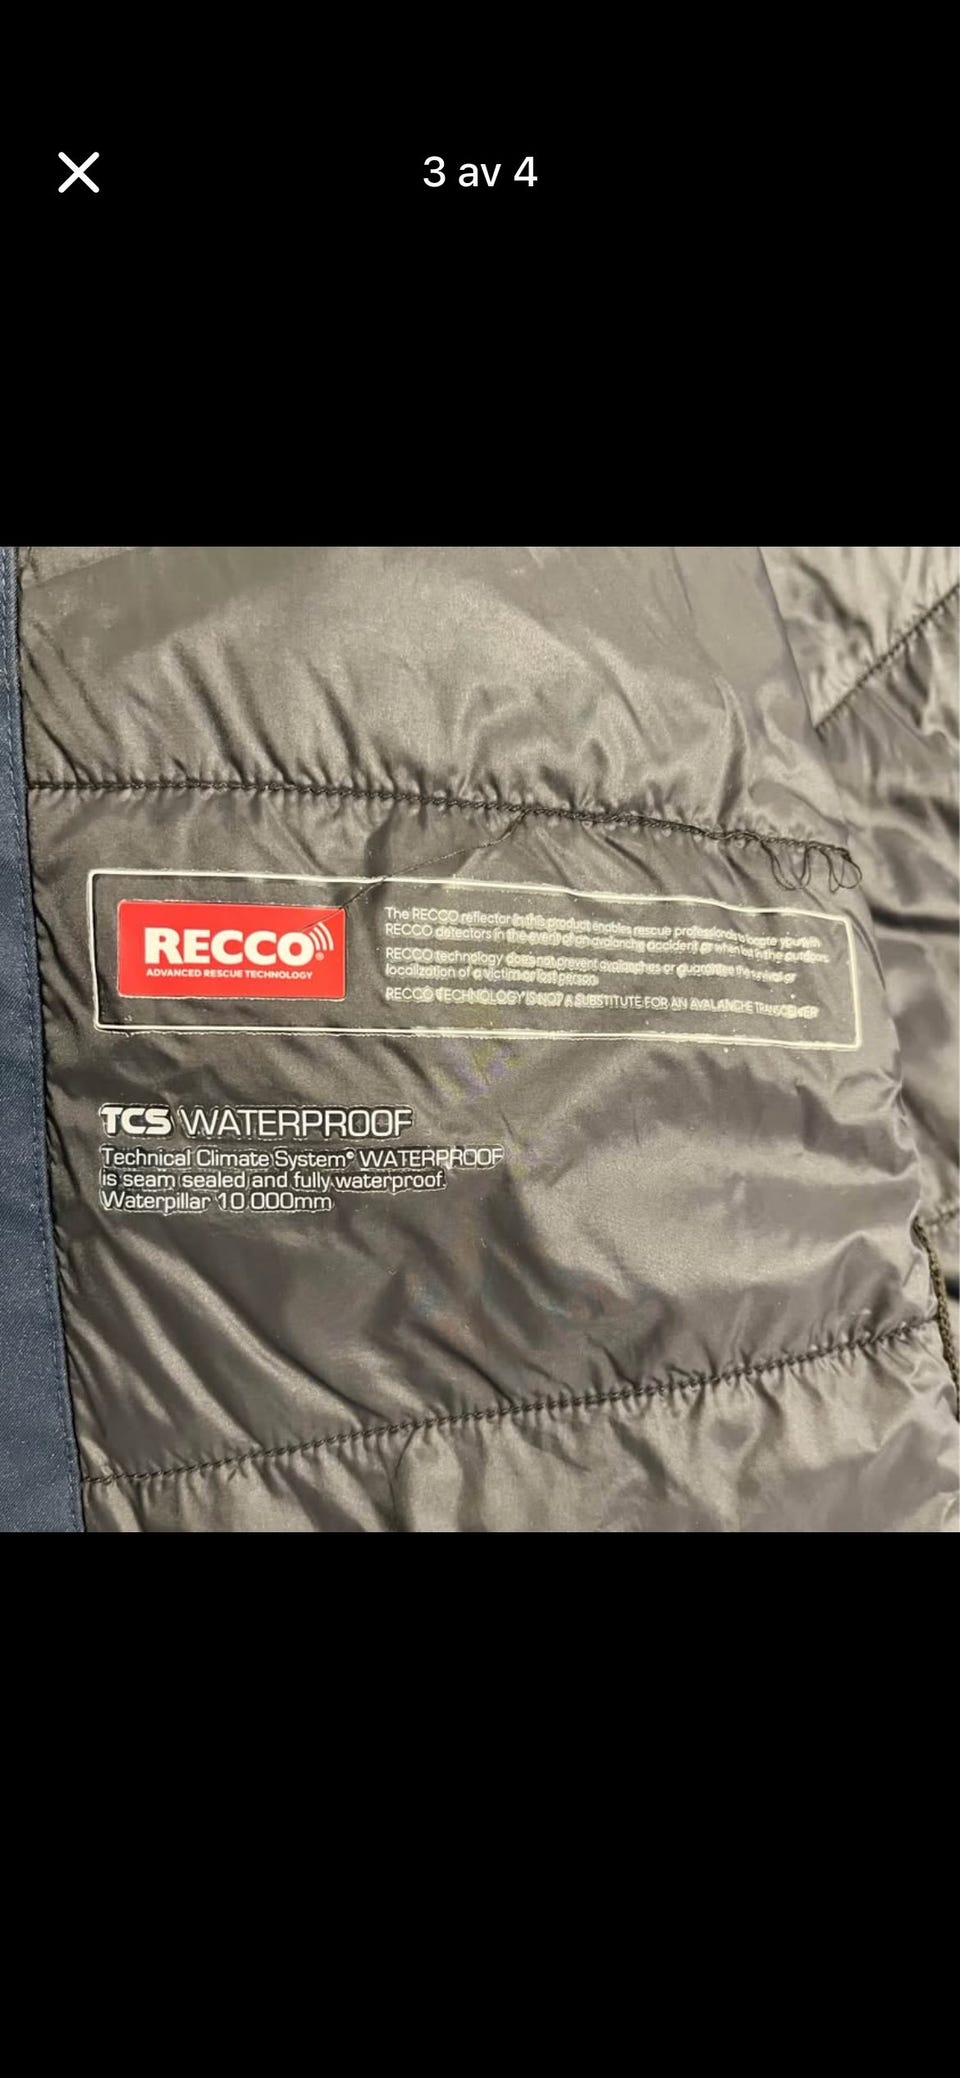 3 av 4
RECCO®
ADVANCED RESCUE TECHNOLOGY
The RECCO reflector in this product enables rescue professionals to locate you with
RECCO detectors in the event of an avalanche accident or when lost in the outdoors.
RECCO technology does not prevent avalanches or guarantee the survival or
localization of a victim or lost person.
RECCO TECHNOLOGY IS NOT A SUBSTITUTE FOR AN AVALANCHE TRANSCEIVER
TCS WATERPROOF
Technical Climate System® WATERPROOF
is seam sealed and fully waterproof.
Waterpillar 10.000mm